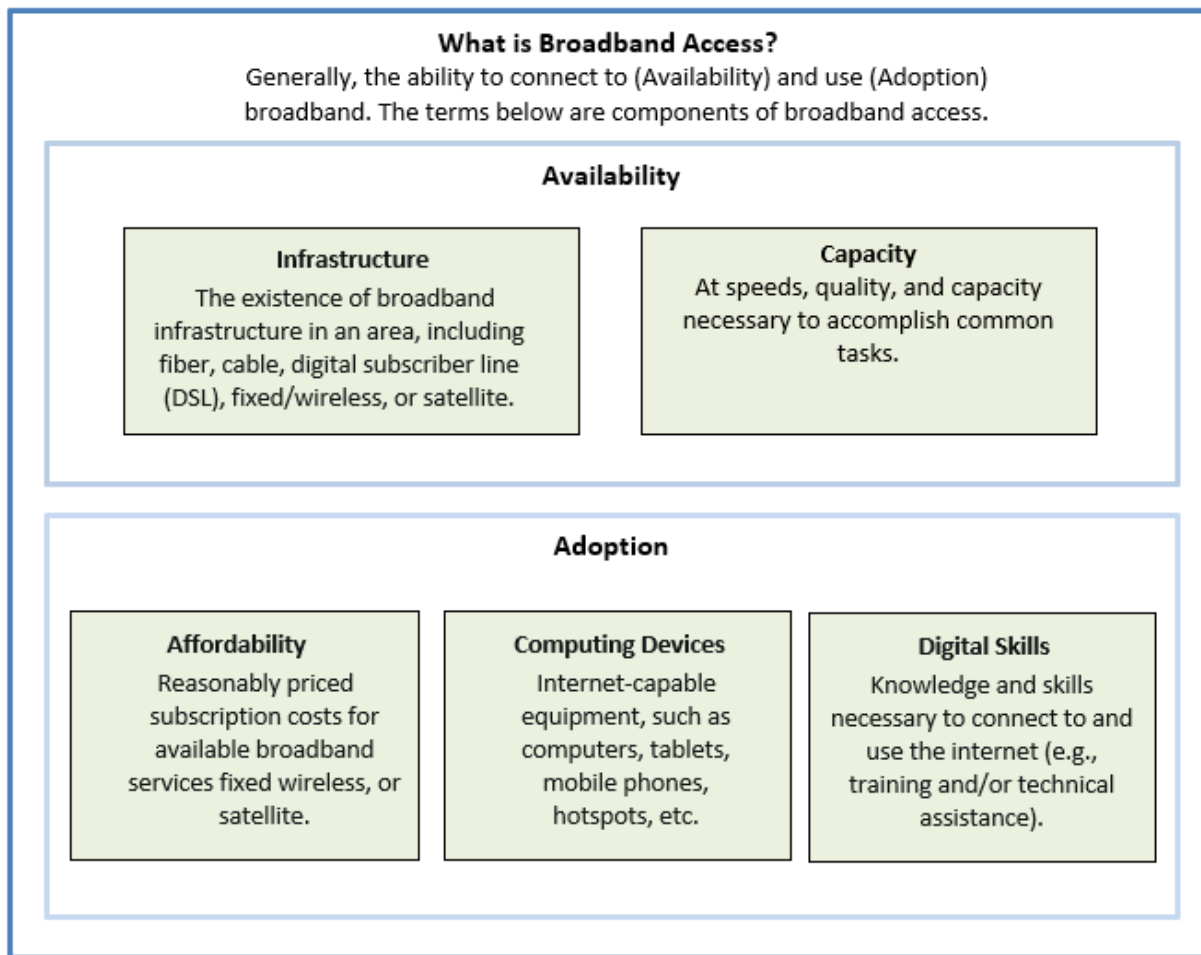 What is Broadband Access?
Generally, the ability to connect to (Availability) and use (Adoption)
broadband. The terms below are components of broadband access.
Availability
Infrastructure
The existence of broadband
infrastructure in an area, including
fiber, cable, digital subscriber line
(DSL), fixed/wireless, or satellite.
Capacity
At speeds, quality, and capacity
necessary to accomplish common
tasks.
Adoption
Affordability
Reasonably priced
subscription costs for
available broadband
services fixed wireless, or
satellite.
Computing Devices
Internet-capable
equipment, such as
computers, tablets,
mobile phones,
hotspots, etc.
Digital Skills
Knowledge and skills
necessary to connect to and
use the internet (e.g.,
training and/or technical
assistance).